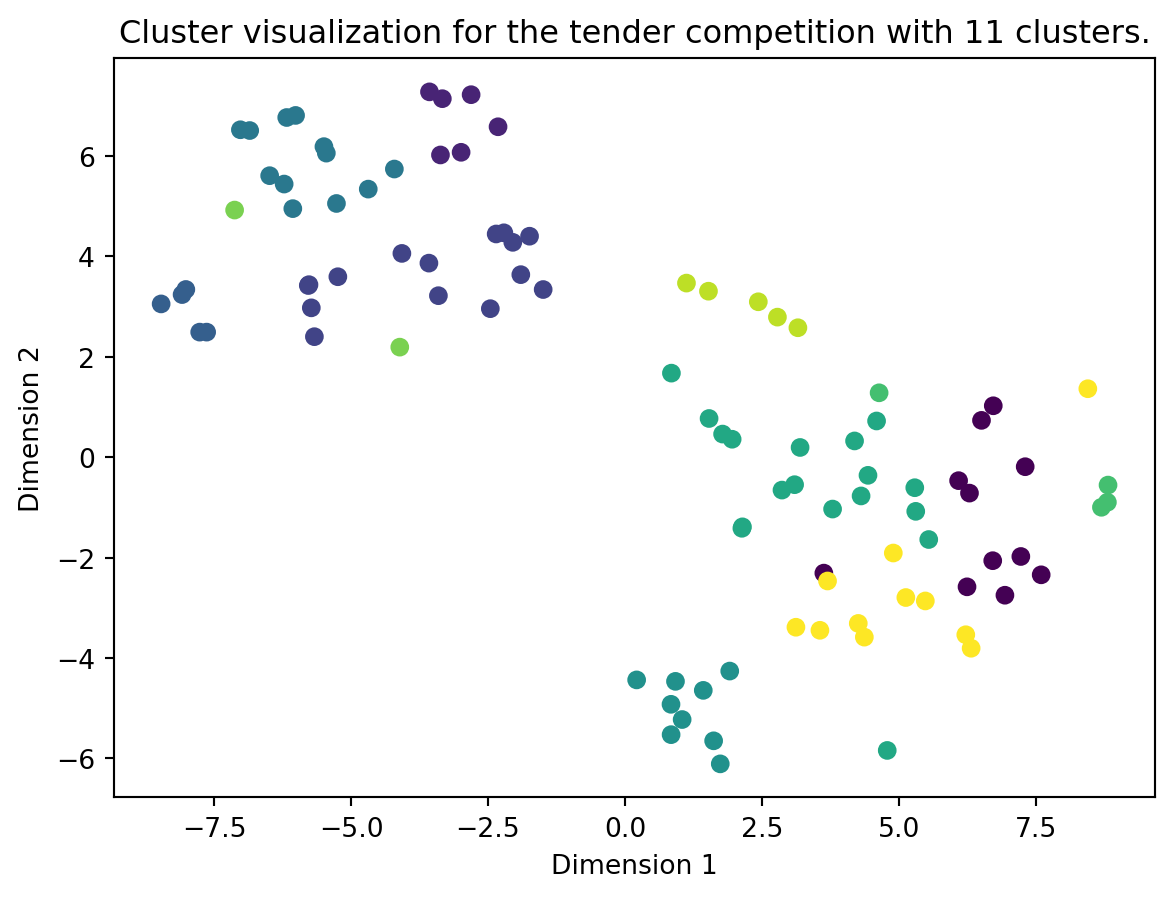 Cluster visualization for the tender competition with 11 clusters.
6
4
2
0
−2
−4
−6
Dimension 2
−7.5 −5.0 −2.5 0.0 2.5 5.0 7.5
Dimension 1